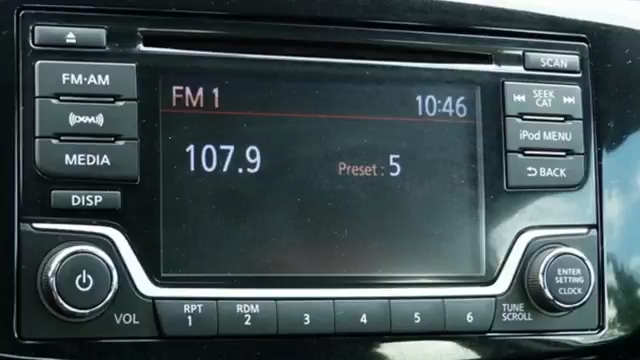 SCAN
FM·AM
FM 1
10:46
SEEK
CAT
((XM))
107.9
Preset : 5
iPod MENU
MEDIA
BACK
DISP
ENTER
SETTING
CLOCK
VOL
RPT
1
RDM
2
3
4
5
6
TUNE
SCROLL